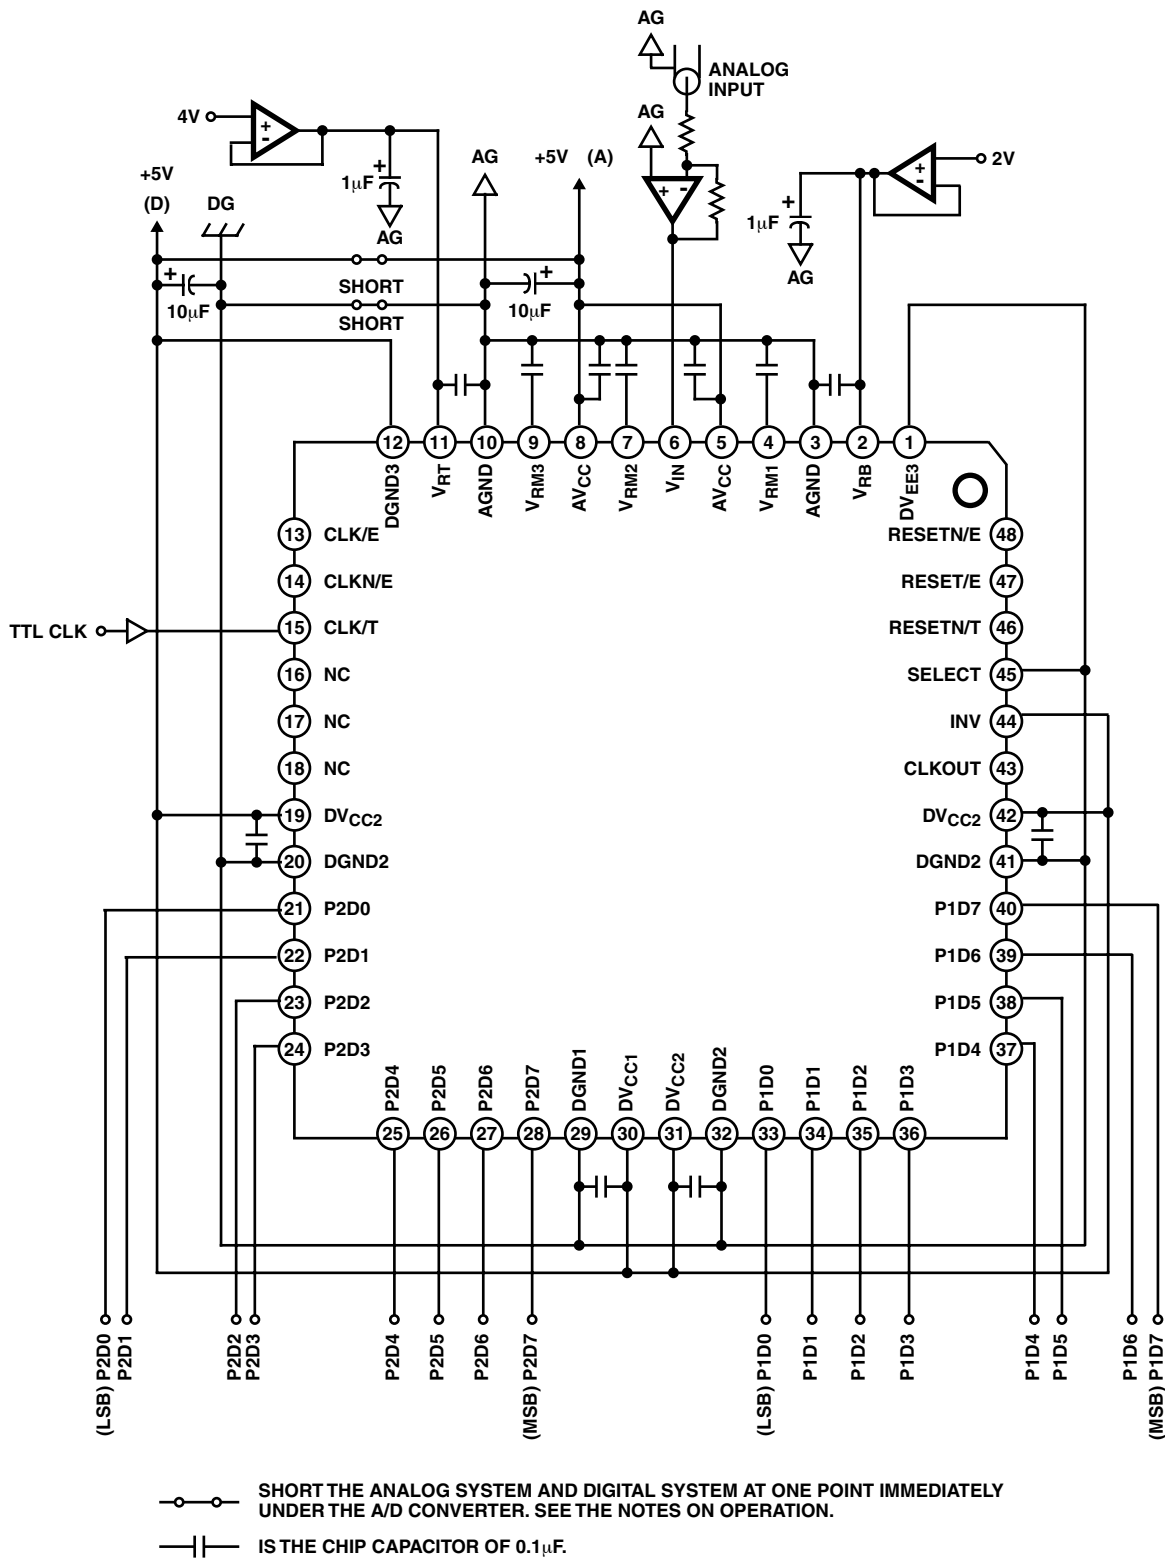 AG
ANALOG
INPUT
4V
AG
2V
+5V
(D)
DG
1μF
AG
AG
+5V (A)
1μF
AG
10μF
SHORT
SHORT
10μF
12 11 10 9 8 7 6 5 4 3 2 1
DGND3
VRT
AGND
VRM3
AVCC
VRM2
VIN
AVCC
VRM1
AGND
VRB
DVEE3
13 CLK/E
RESETN/E 48
14 CLKN/E
RESET/E 47
TTL CLK
15 CLK/T
RESETN/T 46
16 NC
SELECT 45
17 NC
INV 44
18 NC
CLKOUT 43
19 DVCC2
DVCC2 42
20 DGND2
DGND2 41
21 P2D0
P1D7 40
22 P2D1
P1D6 39
23 P2D2
P1D5 38
24 P2D3
P1D4 37
P2D4
P2D5
P2D6
P2D7
DGND1
DVCC1
DVCC2
DGND2
P1D0
P1D1
P1D2
P1D3
25 26 27 28 29 30 31 32 33 34 35 36
(LSB) P2D0
P2D1
P2D2
P2D3
P2D4
P2D5
P2D6
(MSB) P2D7
(LSB) P1D0
P1D1
P1D2
P1D3
P1D4
P1D5
P1D6
(MSB) P1D7
SHORT THE ANALOG SYSTEM AND DIGITAL SYSTEM AT ONE POINT IMMEDIATELY
UNDER THE A/D CONVERTER. SEE THE NOTES ON OPERATION.
IS THE CHIP CAPACITOR OF 0.1μF.